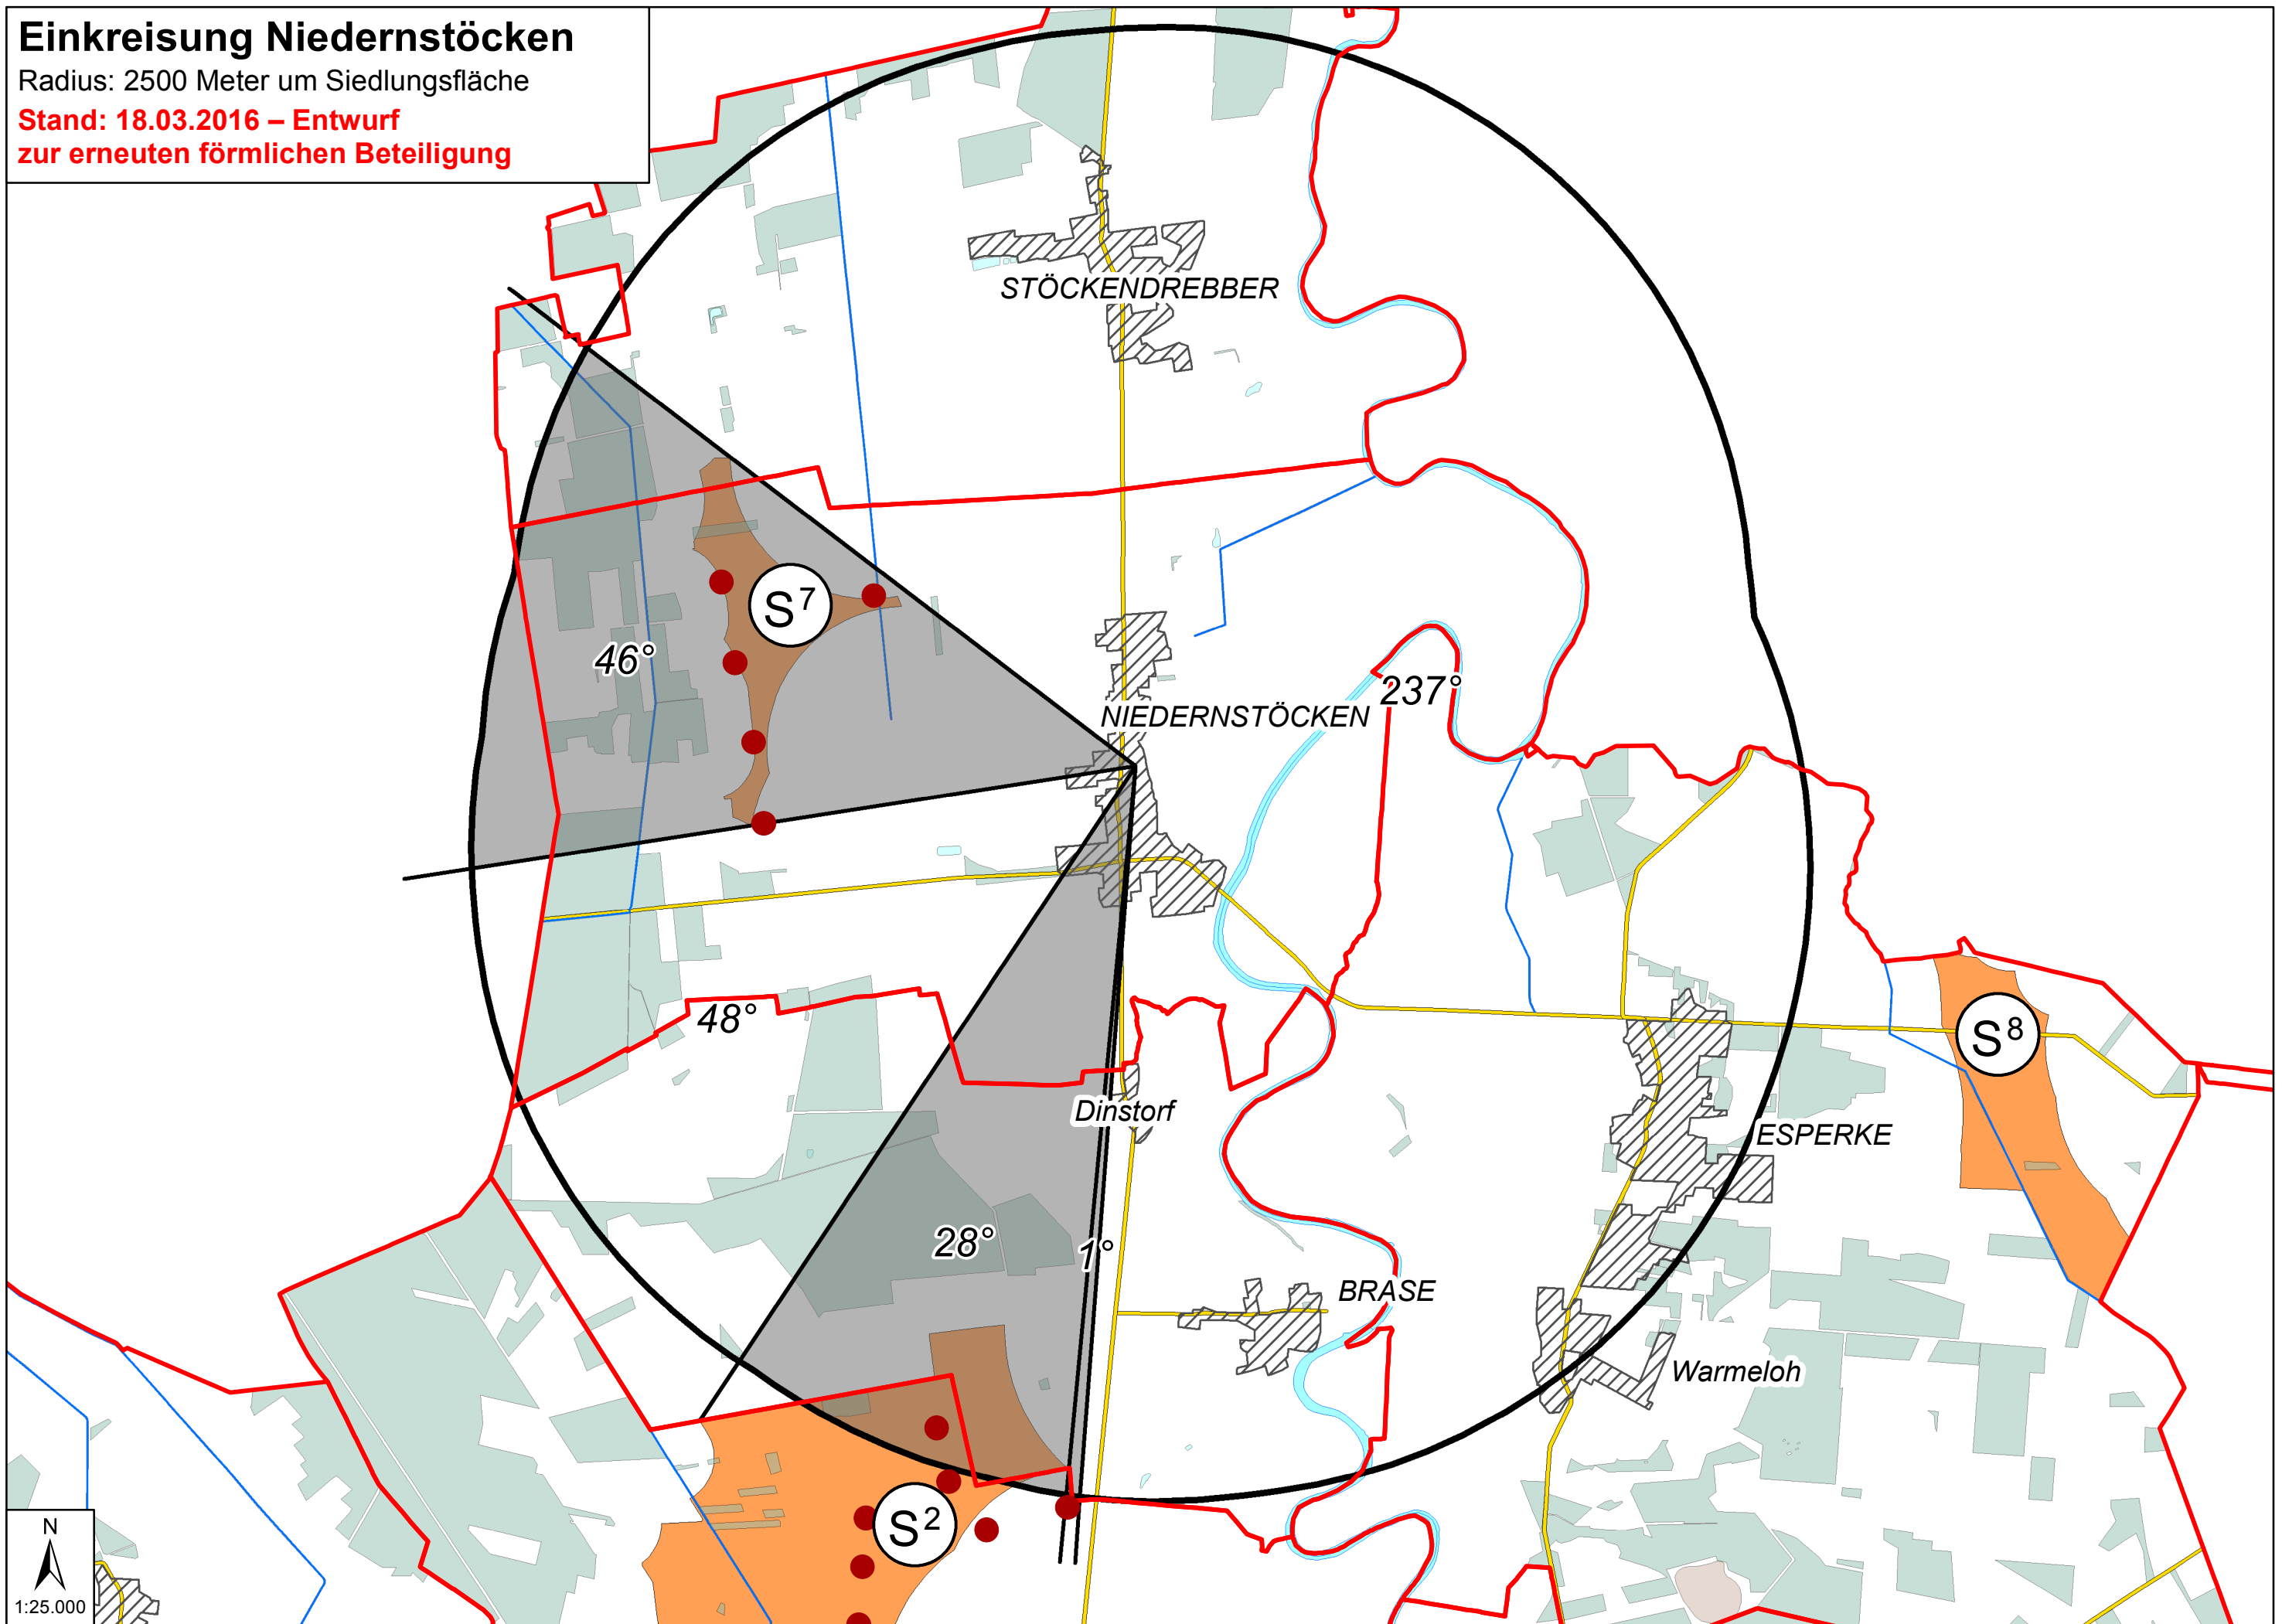 Einkreisung Niedernstöcken
Radius: 2500 Meter um Siedlungsfläche
Stand: 18.03.2016 – Entwurf
zur erneuten förmlichen Beteiligung
STÖCKENDREBBER
S7
46°
237°
NIEDERNSTÖCKEN
48°
S8
Dinstorf
ESPERKE
28°
1°
BRASE
Warmeloh
S2
N
1:25.000